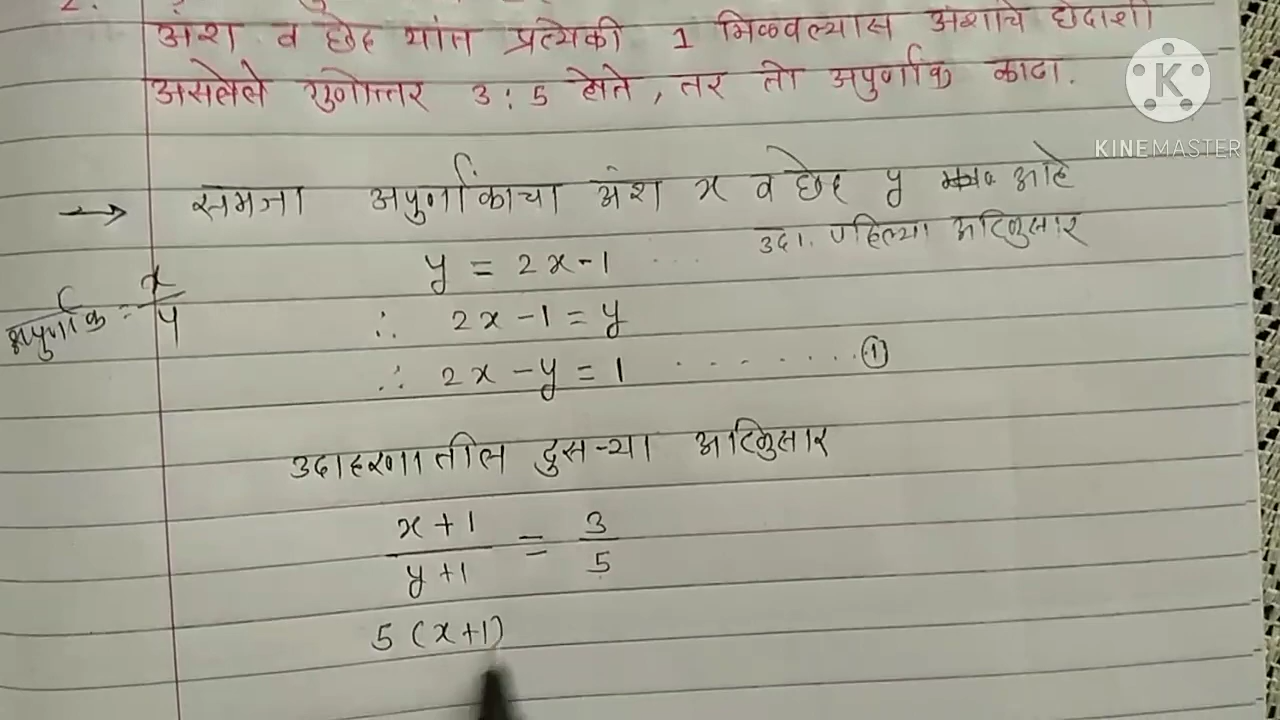 2.
अंश व छेद यांत प्रत्येकी 1 मिळवल्यास अंशाचे छेदाशी
असलेले गुणोत्तर 3 : 5 होते , तर तो अपुर्णांक काढा .
KINEMASTER
→ समजा अपुर्णांकाचा अंश x व छेद y आहे
उदा. पहिल्या अटिनुसार
y = 2x - 1 ....
अपुर्णांक = x/y
∴ 2x - 1 = y
∴ 2x - y = 1 ........ ①
उदाहरणातील दुसऱ्या अटिनुसार
x + 1 / y + 1 = 3 / 5
5 (x+1)